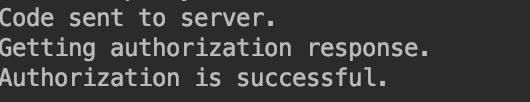 Code sent to server.
Getting authorization response.
Authorization is successful.